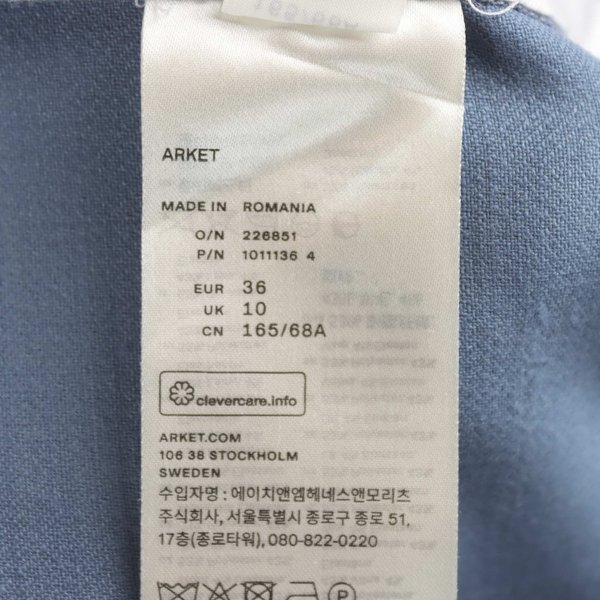 ARKET
MADE IN ROMANIA
O/N 226851
P/N 1011136 4
EUR 36
UK 10
CN 165/68A
clevercare.info
ARKET.COM
106 38 STOCKHOLM
SWEDEN
수입자명 : 에이치앤엠헤네스앤모리츠
주식회사, 서울특별시 종로구 종로 51,
17층(종로타워), 080-822-0220
P